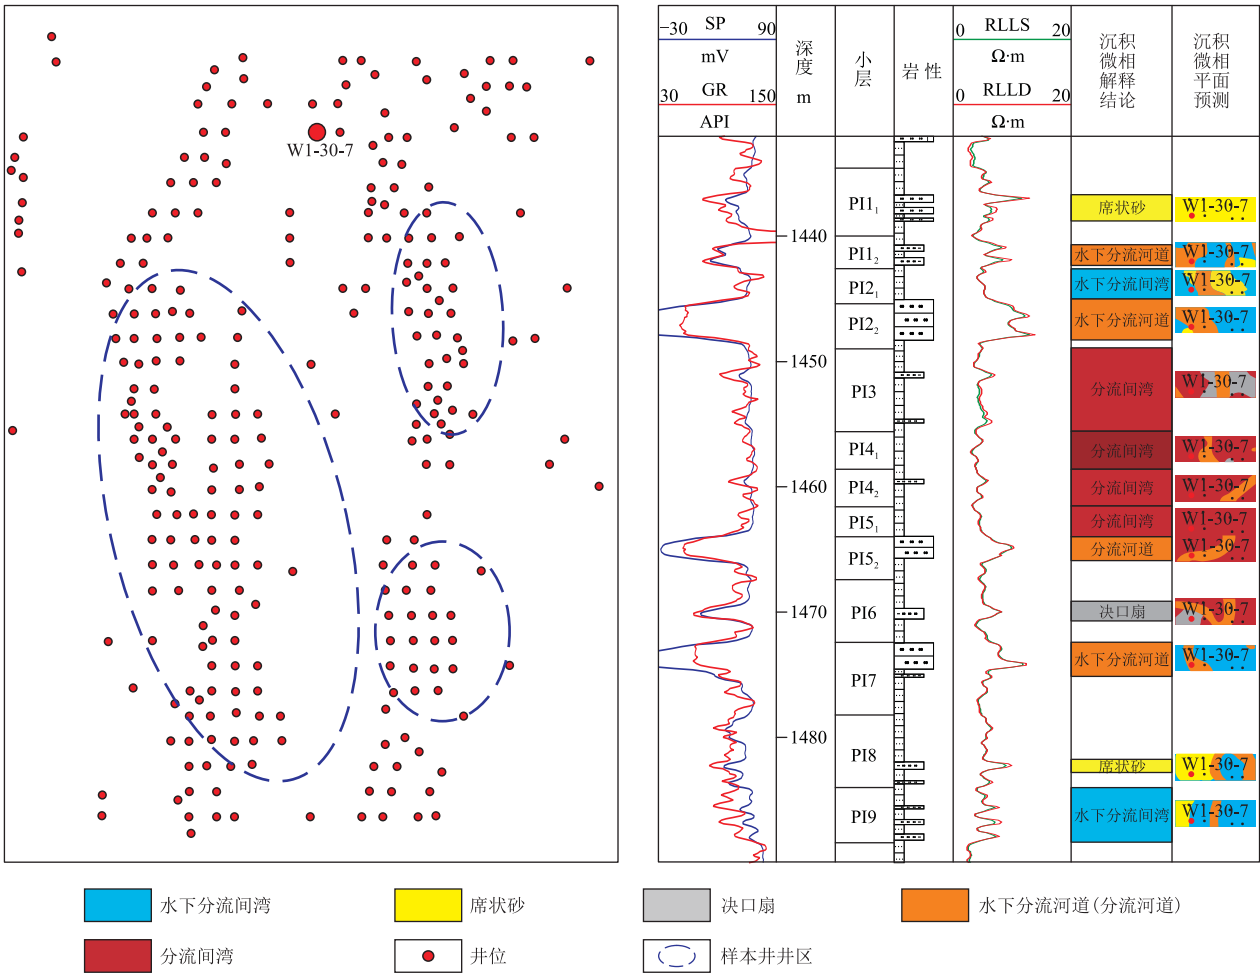 W1-30-7
-30 SP 90
mV
30 GR 150
API
深度 m
小层
岩性
0 RLLS 20
Ω·m
0 RLLD 20
Ω·m
沉积微相解释结论
沉积微相平面预测
PI1₁
席状砂
W1-30-7
1440
PI1₂
水下分流河道
W1-30-7
PI2₁
水下分流间湾
W1-30-7
PI2₂
水下分流河道
W1-30-7
1450
PI3
分流间湾
W1-30-7
PI4₁
分流间湾
W1-30-7
1460
PI4₂
分流间湾
W1-30-7
PI5₁
分流间湾
W1-30-7
PI5₂
分流河道
W1-30-7
1470
PI6
决口扇
W1-30-7
PI7
水下分流河道
W1-30-7
1480
PI8
席状砂
W1-30-7
PI9
水下分流间湾
W1-30-7
水下分流间湾
席状砂
决口扇
水下分流河道(分流河道)
分流间湾
井位
样本井井区